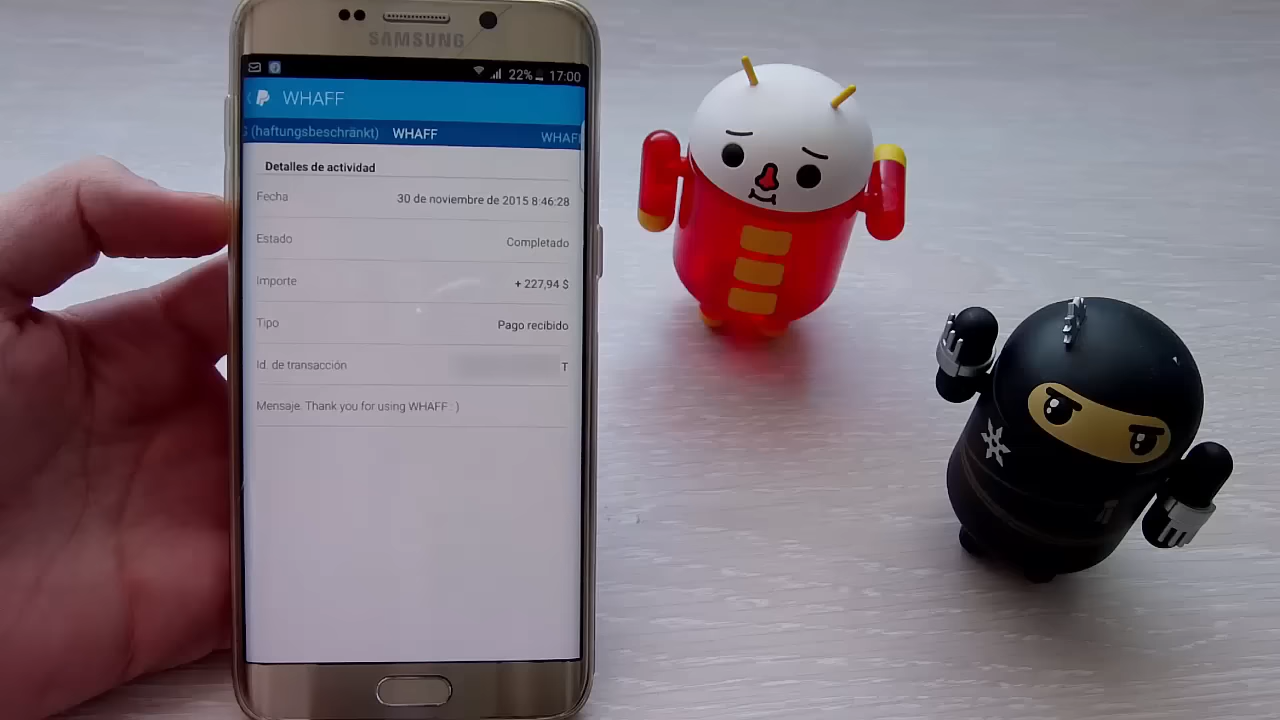 SAMSUNG
22% 17:00
WHAFF
(haftungsbeschränkt) WHAFF WHAF
Detalles de actividad
Fecha 30 de noviembre de 2015 8:46:28
Estado Completado
Importe + 227,94 $
Tipo Pago recibido
Id. de transacción T
Mensaje. Thank you for using WHAFF : )